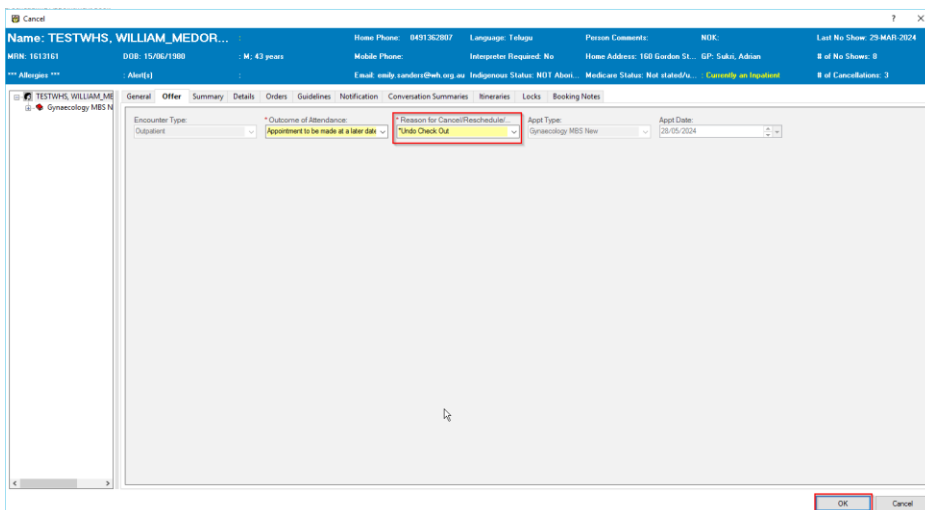 Cancel
Name: TESTWHS, WILLIAM_MEDOR... : Home Phone: 0491362807 Language: Telugu Person Comments: NOK: Last No Show: 29-MAR-2024
MRN: 1613161 DOB: 15/06/1980 : M; 43 years Mobile Phone: Interpreter Required: No Home Address: 160 Gordon St... GP: Sukri, Adrian # of No Shows: 8
*** Allergies *** : Alert(s) : Email: emily.sanders@wh.org.au Indigenous Status: NOT Abori... Medicare Status: Not stated/u... : Currently an Inpatient # of Cancellations: 3
TESTWHS, WILLIAM_ME
Gynaecology MBS N
General Offer Summary Details Orders Guidelines Notification Conversation Summaries Itineraries Locks Booking Notes
Encounter Type: * Outcome of Attendance: * Reason for Cancel/Reschedule/... Appt Type: Appt Date:
Outpatient Appointment to be made at a later date *Undo Check Out Gynaecology MBS New 28/05/2024
OK Cancel